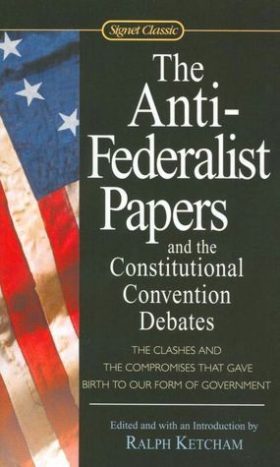 Signet Classic
The
Anti-
Federalist
Papers
and the
Constitutional
Convention
Debates
THE CLASHES AND
THE COMPROMISES THAT GAVE
BIRTH TO OUR FORM OF GOVERNMENT
Edited and with an Introduction by
RALPH KETCHAM